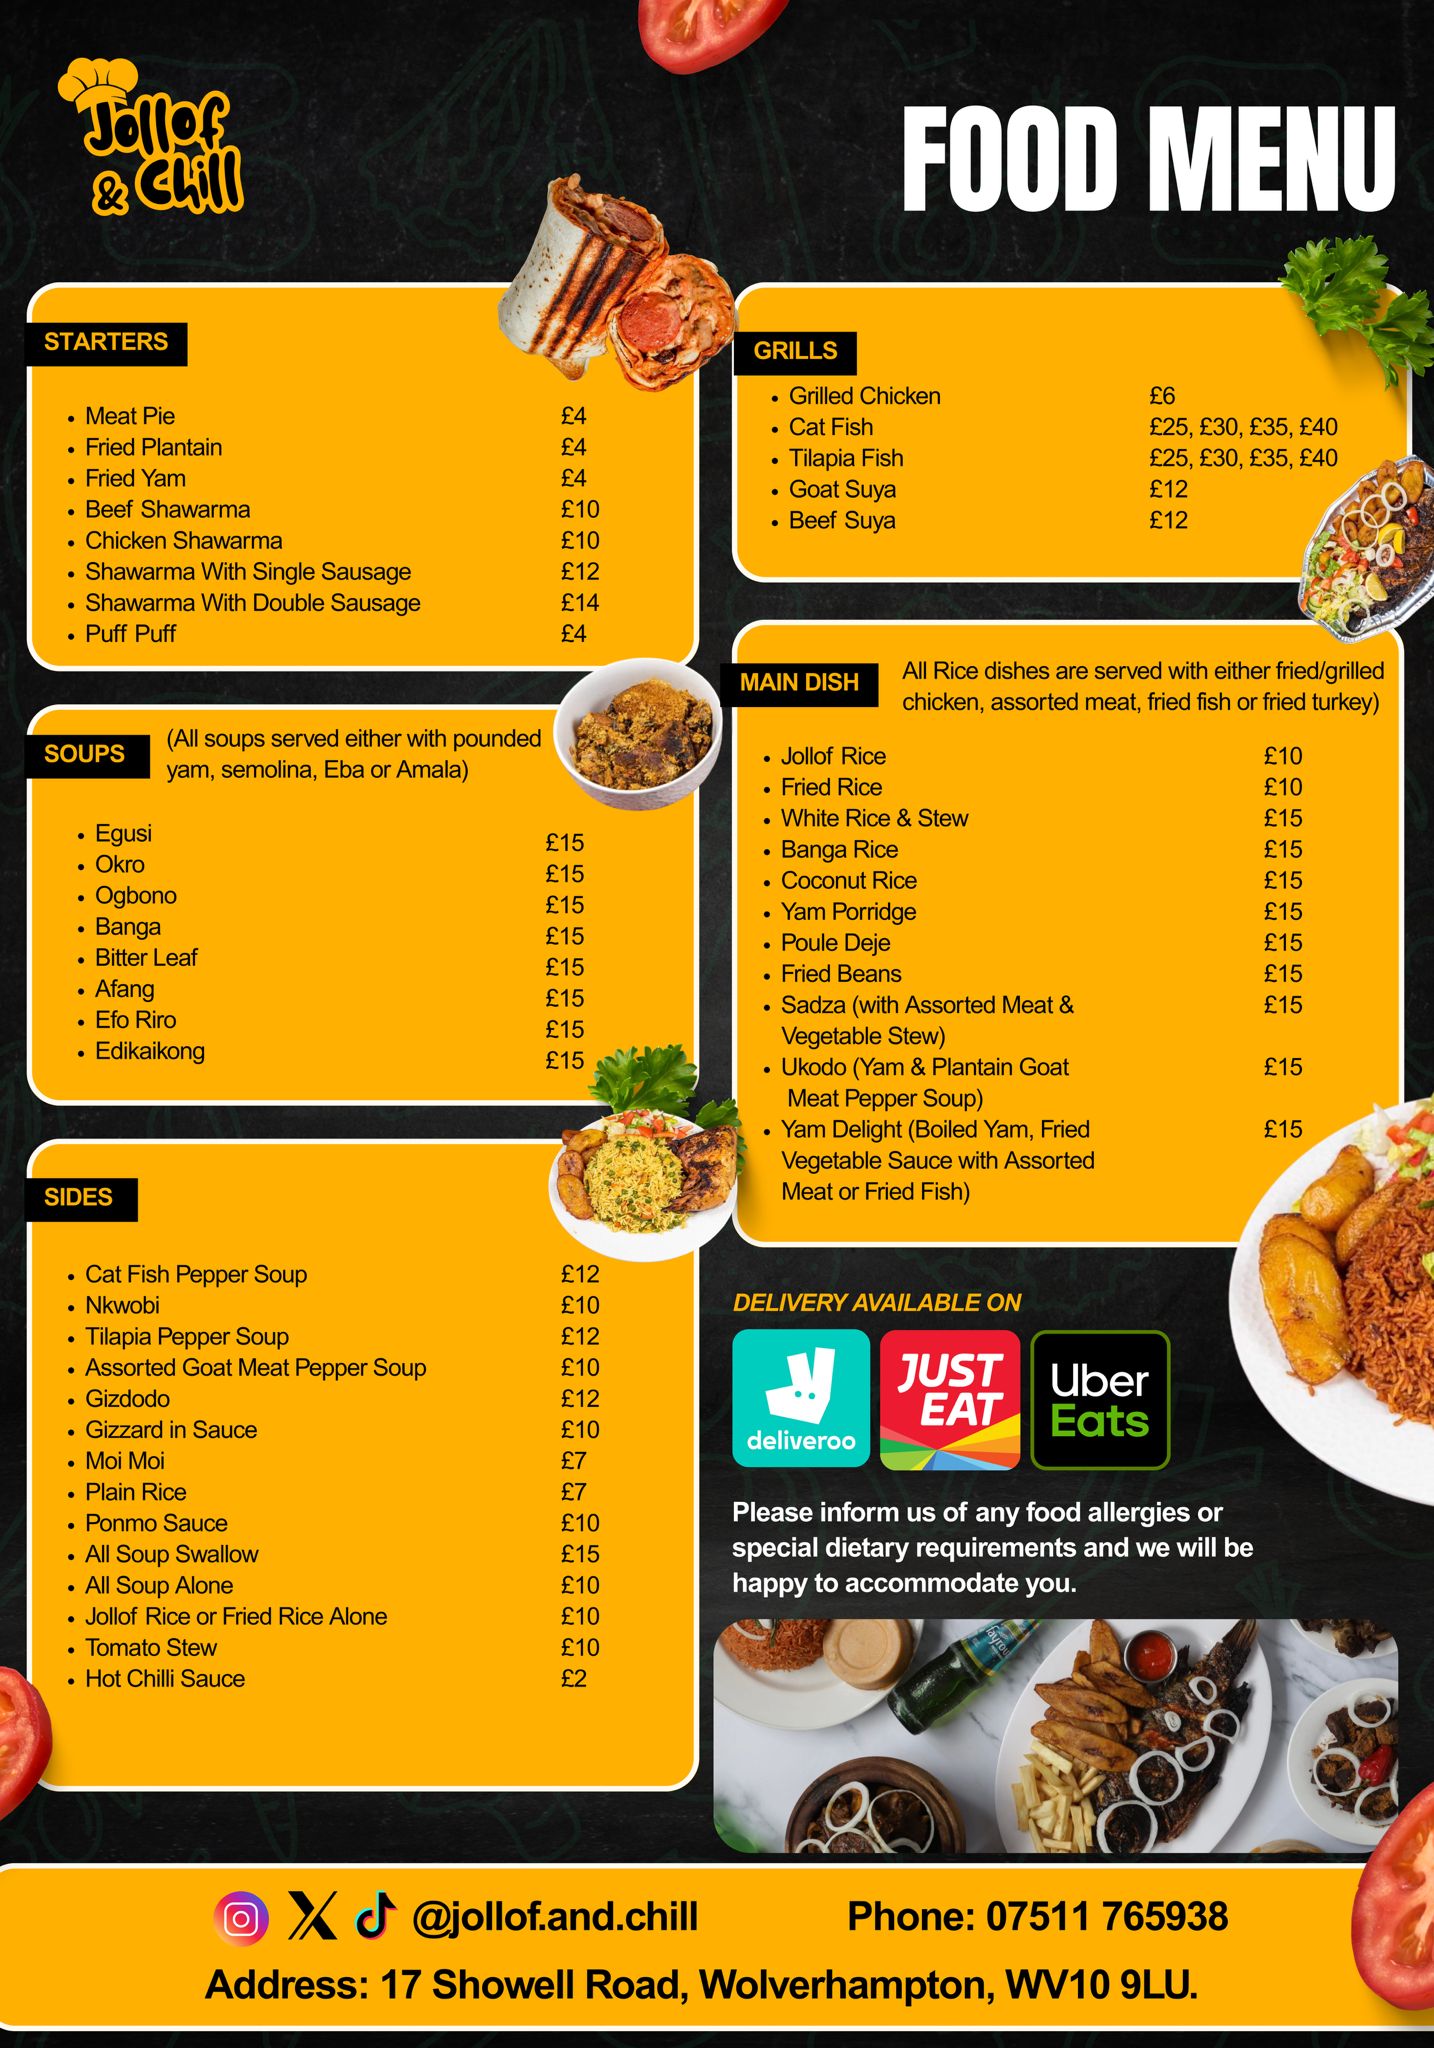 Jollof
& Chill
FOOD MENU
STARTERS
• Meat Pie £4
• Fried Plantain £4
• Fried Yam £4
• Beef Shawarma £10
• Chicken Shawarma £10
• Shawarma With Single Sausage £12
• Shawarma With Double Sausage £14
• Puff Puff £4
GRILLS
• Grilled Chicken £6
• Cat Fish £25, £30, £35, £40
• Tilapia Fish £25, £30, £35, £40
• Goat Suya £12
• Beef Suya £12
SOUPS
(All soups served either with pounded
yam, semolina, Eba or Amala)
• Egusi £15
• Okro £15
• Ogbono £15
• Banga £15
• Bitter Leaf £15
• Afang £15
• Efo Riro £15
• Edikaikong £15
MAIN DISH
All Rice dishes are served with either fried/grilled
chicken, assorted meat, fried fish or fried turkey)
• Jollof Rice £10
• Fried Rice £10
• White Rice & Stew £15
• Banga Rice £15
• Coconut Rice £15
• Yam Porridge £15
• Poule Deje £15
• Fried Beans £15
• Sadza (with Assorted Meat & £15
Vegetable Stew)
• Ukodo (Yam & Plantain Goat £15
Meat Pepper Soup)
• Yam Delight (Boiled Yam, Fried £15
Vegetable Sauce with Assorted
Meat or Fried Fish)
SIDES
• Cat Fish Pepper Soup £12
• Nkwobi £10
• Tilapia Pepper Soup £12
• Assorted Goat Meat Pepper Soup £10
• Gizdodo £12
• Gizzard in Sauce £10
• Moi Moi £7
• Plain Rice £7
• Ponmo Sauce £10
• All Soup Swallow £15
• All Soup Alone £10
• Jollof Rice or Fried Rice Alone £10
• Tomato Stew £10
• Hot Chilli Sauce £2
DELIVERY AVAILABLE ON
deliveroo
JUST
EAT
Uber
Eats
Please inform us of any food allergies or
special dietary requirements and we will be
happy to accommodate you.
@jollof.and.chill Phone: 07511 765938
Address: 17 Showell Road, Wolverhampton, WV10 9LU.